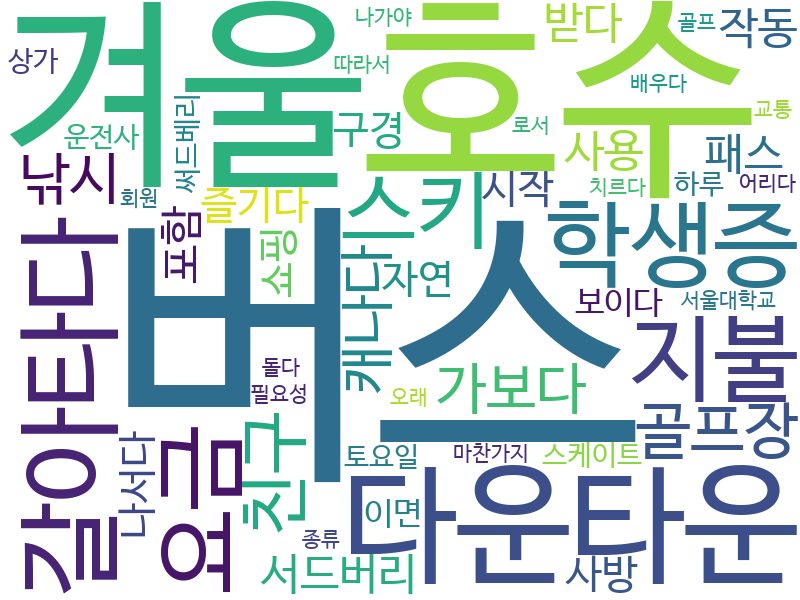 나가야
골프
받다
작동
상가
겨울
호수
따라서
배우다
운전사
써드베리
구경
로서
사용
교통
패스
낚시
회원
즐기다
스키
시작
치르다
하루
어리다
갈아타다
포함
쇼핑
버스
캐나다
자연
학생증
보이다
서울대학교
지불
돌다
필요성
오래
가보다
골프장
나서다
요금
친구
토요일
마찬가지
스케이트
다운타운
이면
종류
서드버리
사방